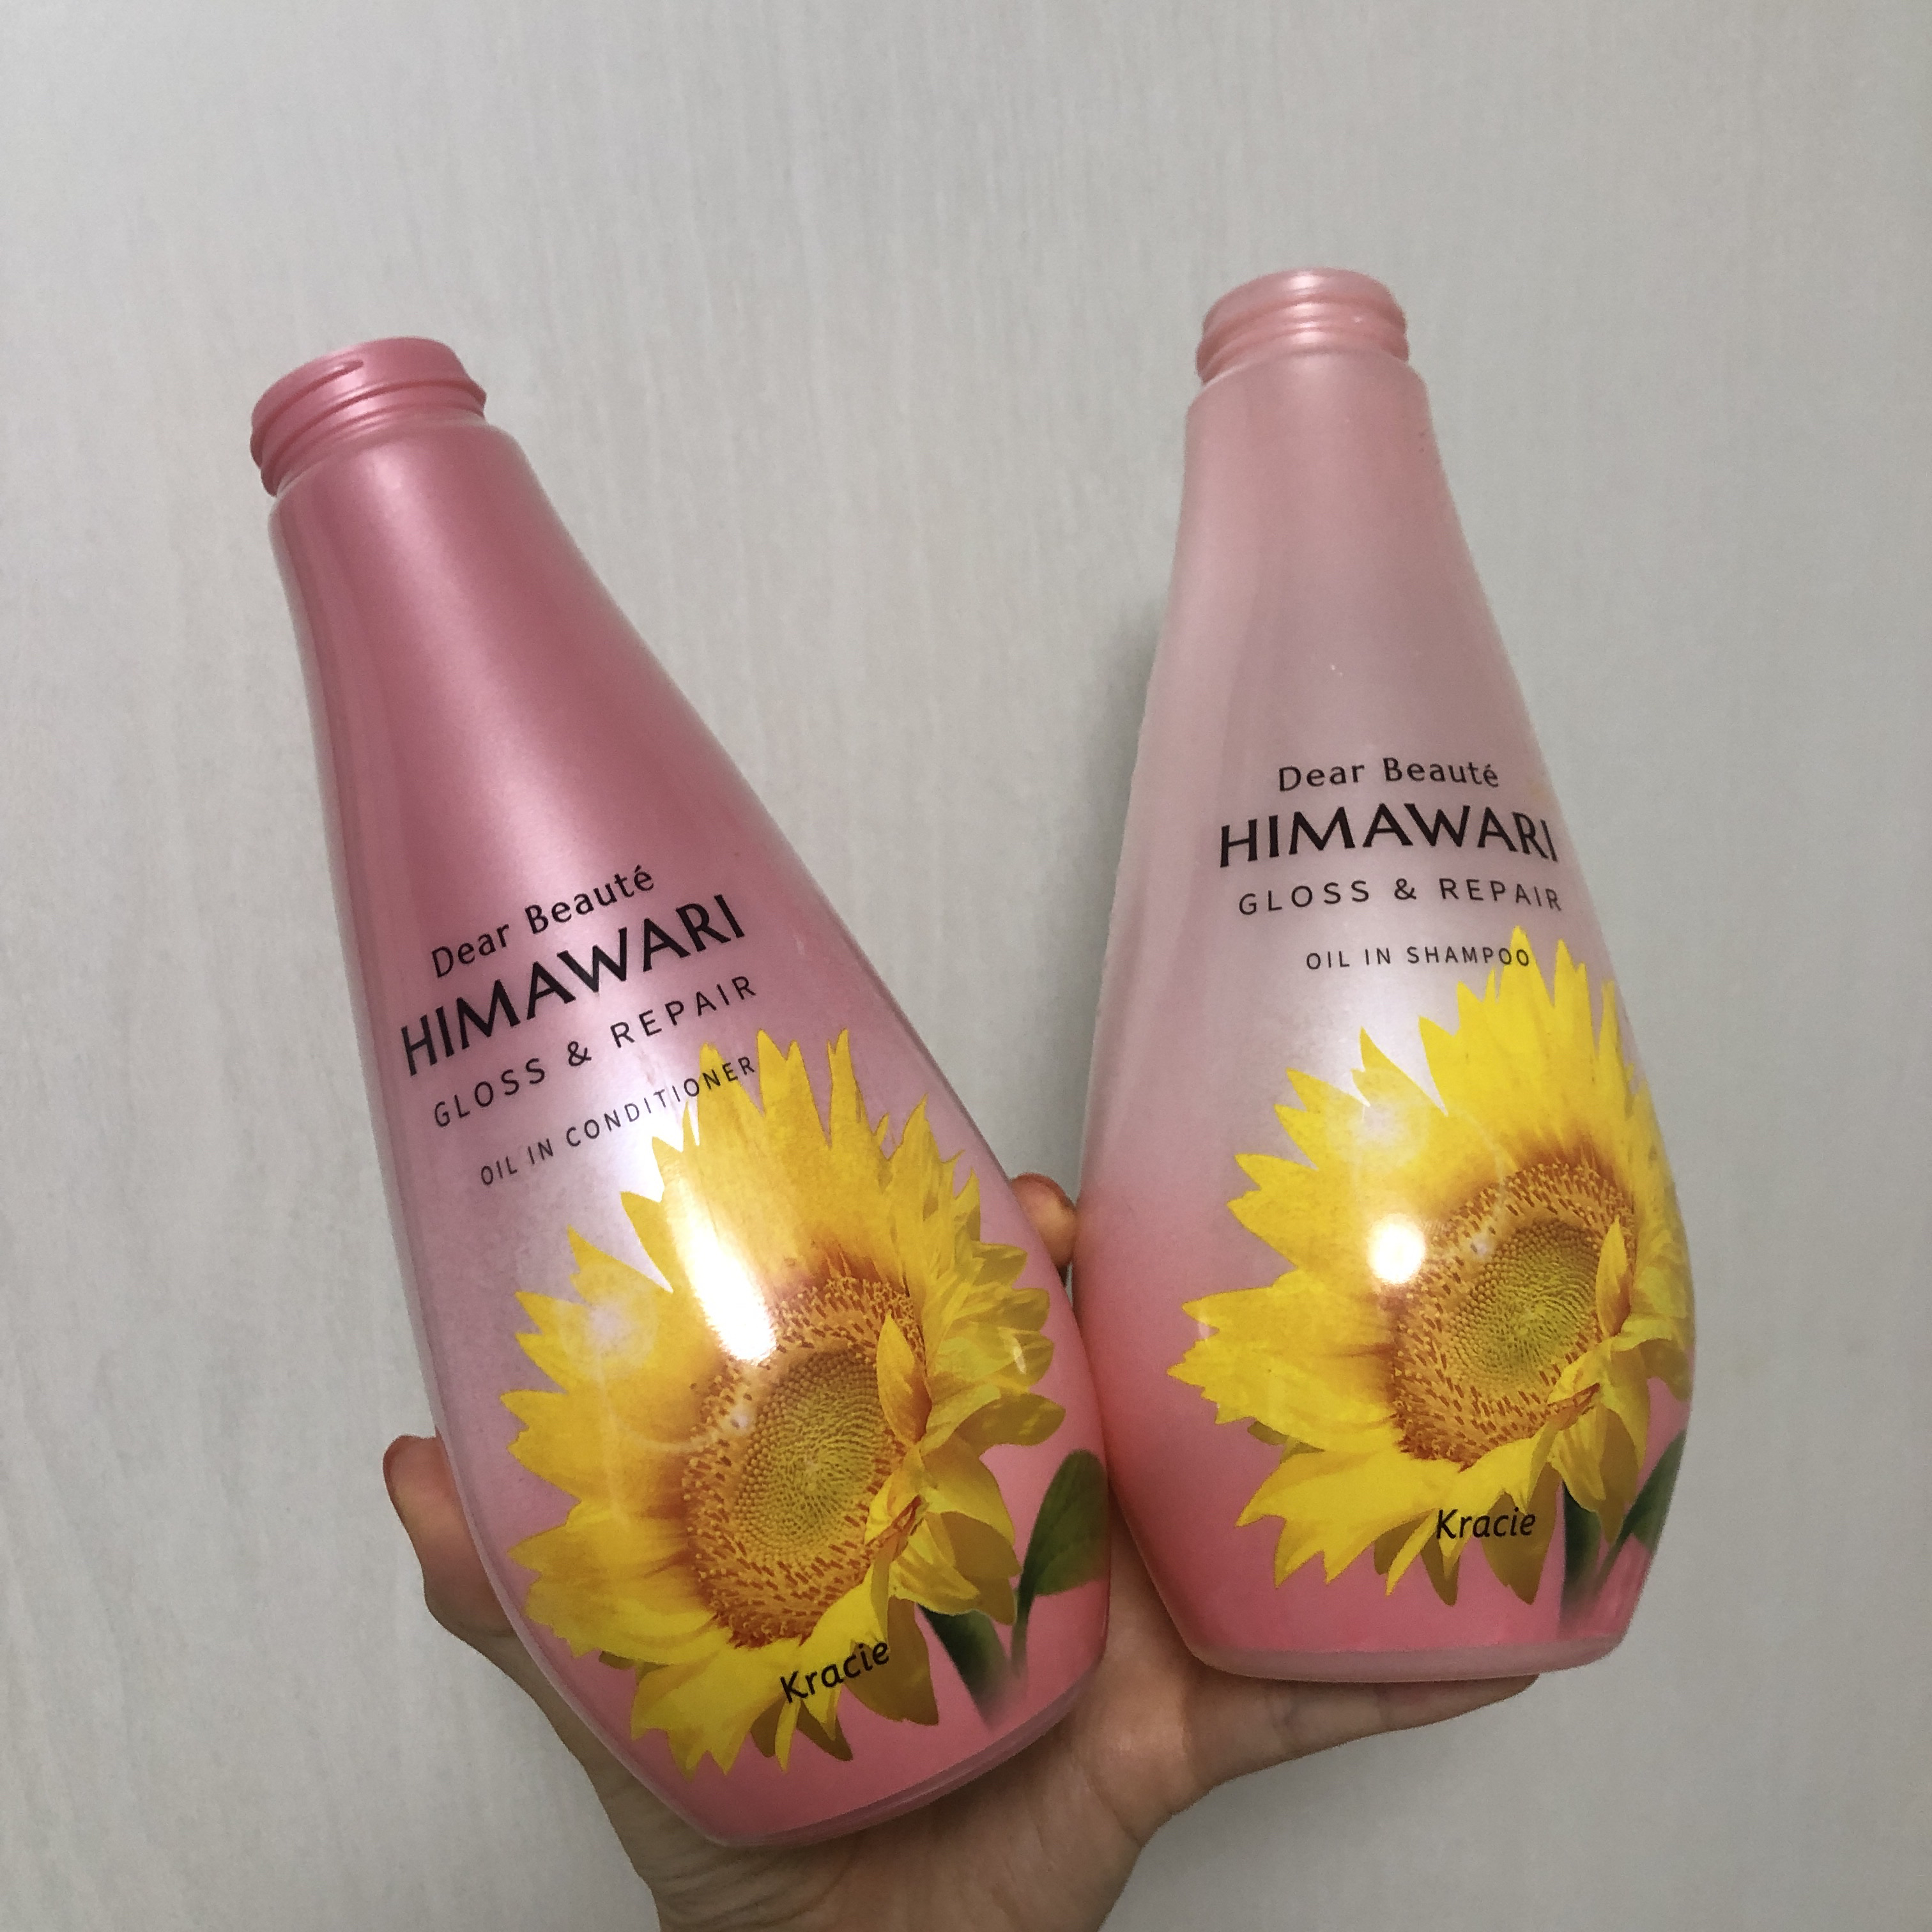 Dear Beauté
HIMAWARI
GLOSS & REPAIR
OIL IN CONDITIONER
Kracie
Dear Beauté
HIMAWARI
GLOSS & REPAIR
OIL IN SHAMPOO
Kracie